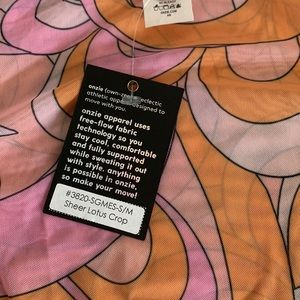 ONZIE.COM
onzie (own-zee) eclectic
athletic apparel designed to
move with you.
onzie apparel uses
free-flow fabric
technology so you
stay cool, comfortable
and fully supported
while sweating it out
with style. anything
is possible in onzie,
so make your move!
#3820-SGMES-S/M
Sheer Lotus Crop